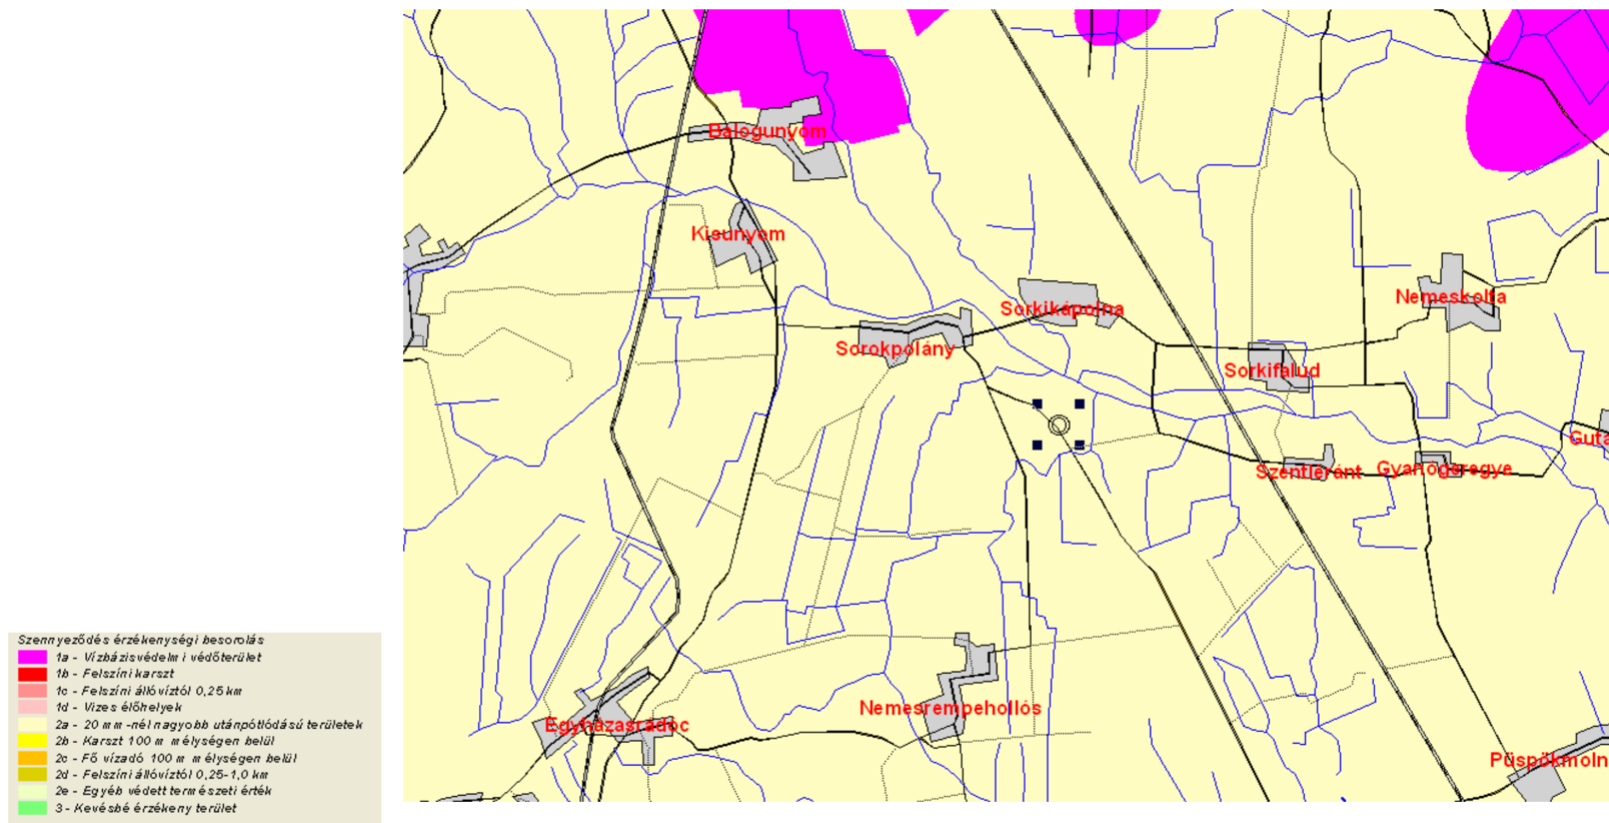 Balogunyom
Kisunyom
Nemeskolta
Sorkikápolna
Sorokpolány
Sorkifalud
Guta
Szentléránt
Gyanógeregye
Szennyeződés érzékenységi besorolás
1a - Vízbázisvédelmi védőterület
1b - Felszíni karszt
1c - Felszíni állóvíztól 0,25 km
1d - Vizes élőhelyek
2a - 20 mm-nél nagyobb utánpótlódású területek
2b - Karszt 100 m mélységen belül
2c - Fő vízadó 100 m mélységen belül
2d - Felszíni állóvíztól 0,25-1,0 km
2e - Egyéb védett természeti érték
3 - Kevésbé érzékeny terület
Nemesrempehollós
Egyházasrádóc
Püspökmoln